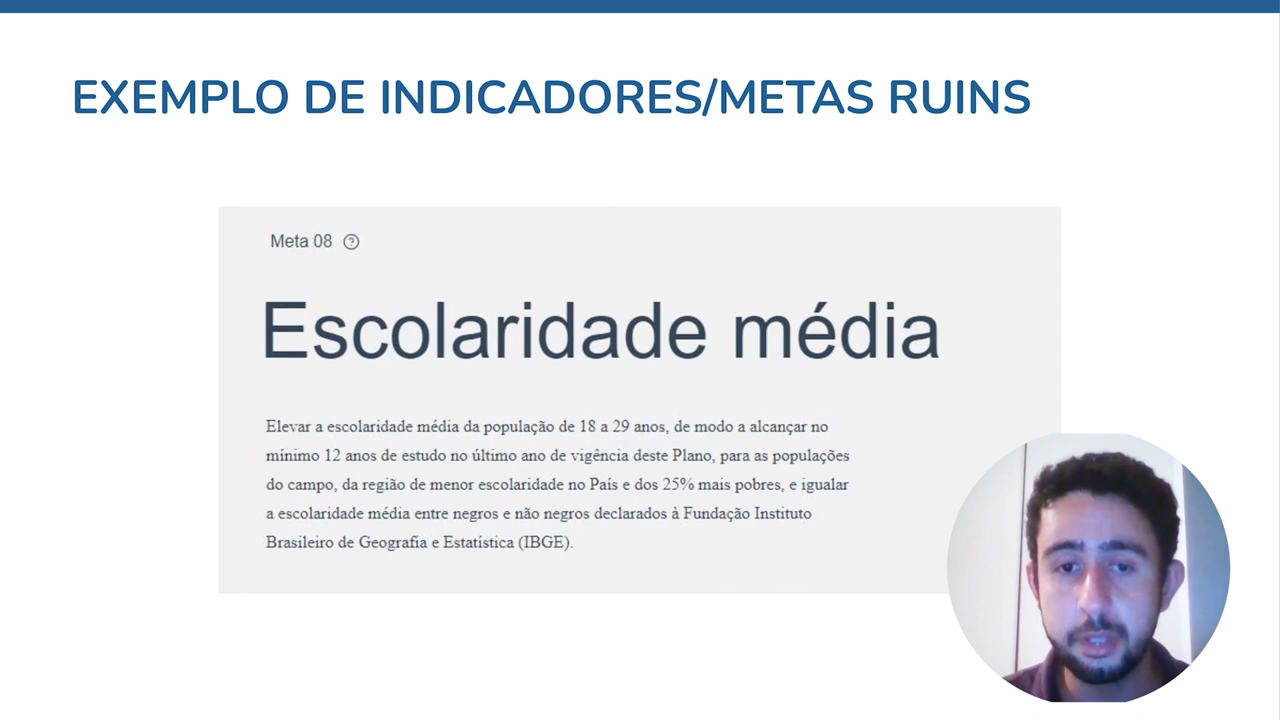 EXEMPLO DE INDICADORES/METAS RUINS
Meta 08 ?
Escolaridade média
Elevar a escolaridade média da população de 18 a 29 anos, de modo a alcançar no
mínimo 12 anos de estudo no último ano de vigência deste Plano, para as populações
do campo, da região de menor escolaridade no País e dos 25% mais pobres, e igualar
a escolaridade média entre negros e não negros declarados à Fundação Instituto
Brasileiro de Geografia e Estatística (IBGE).